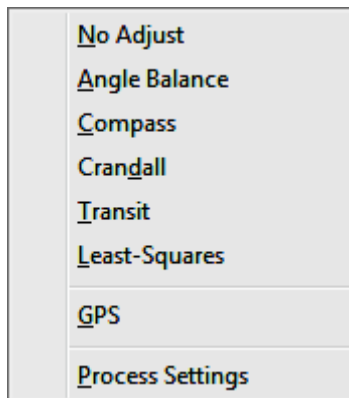 No Adjust
Angle Balance
Compass
Crandall
Transit
Least-Squares
GPS
Process Settings